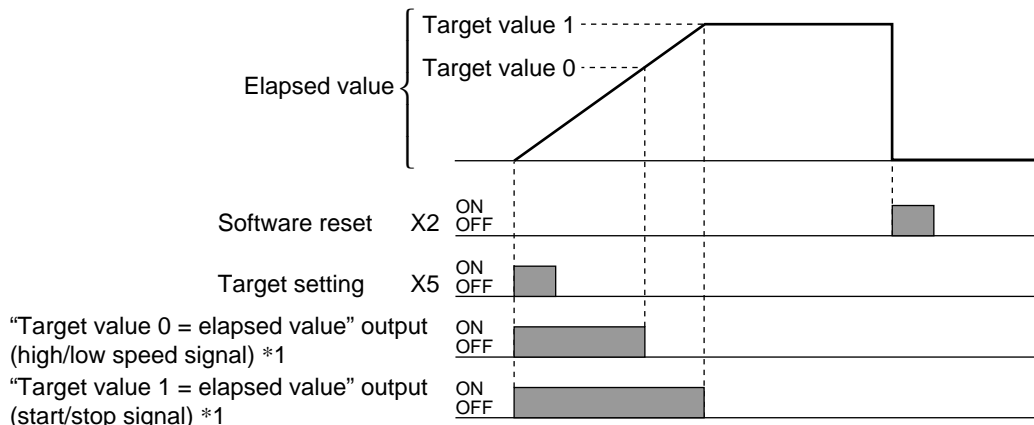 Target value 1
Target value 0
Elapsed value
Software reset X2 ON
OFF
Target setting X5 ON
OFF
“Target value 0 = elapsed value” output
(high/low speed signal) *1
ON
OFF
“Target value 1 = elapsed value” output
(start/stop signal) *1
ON
OFF